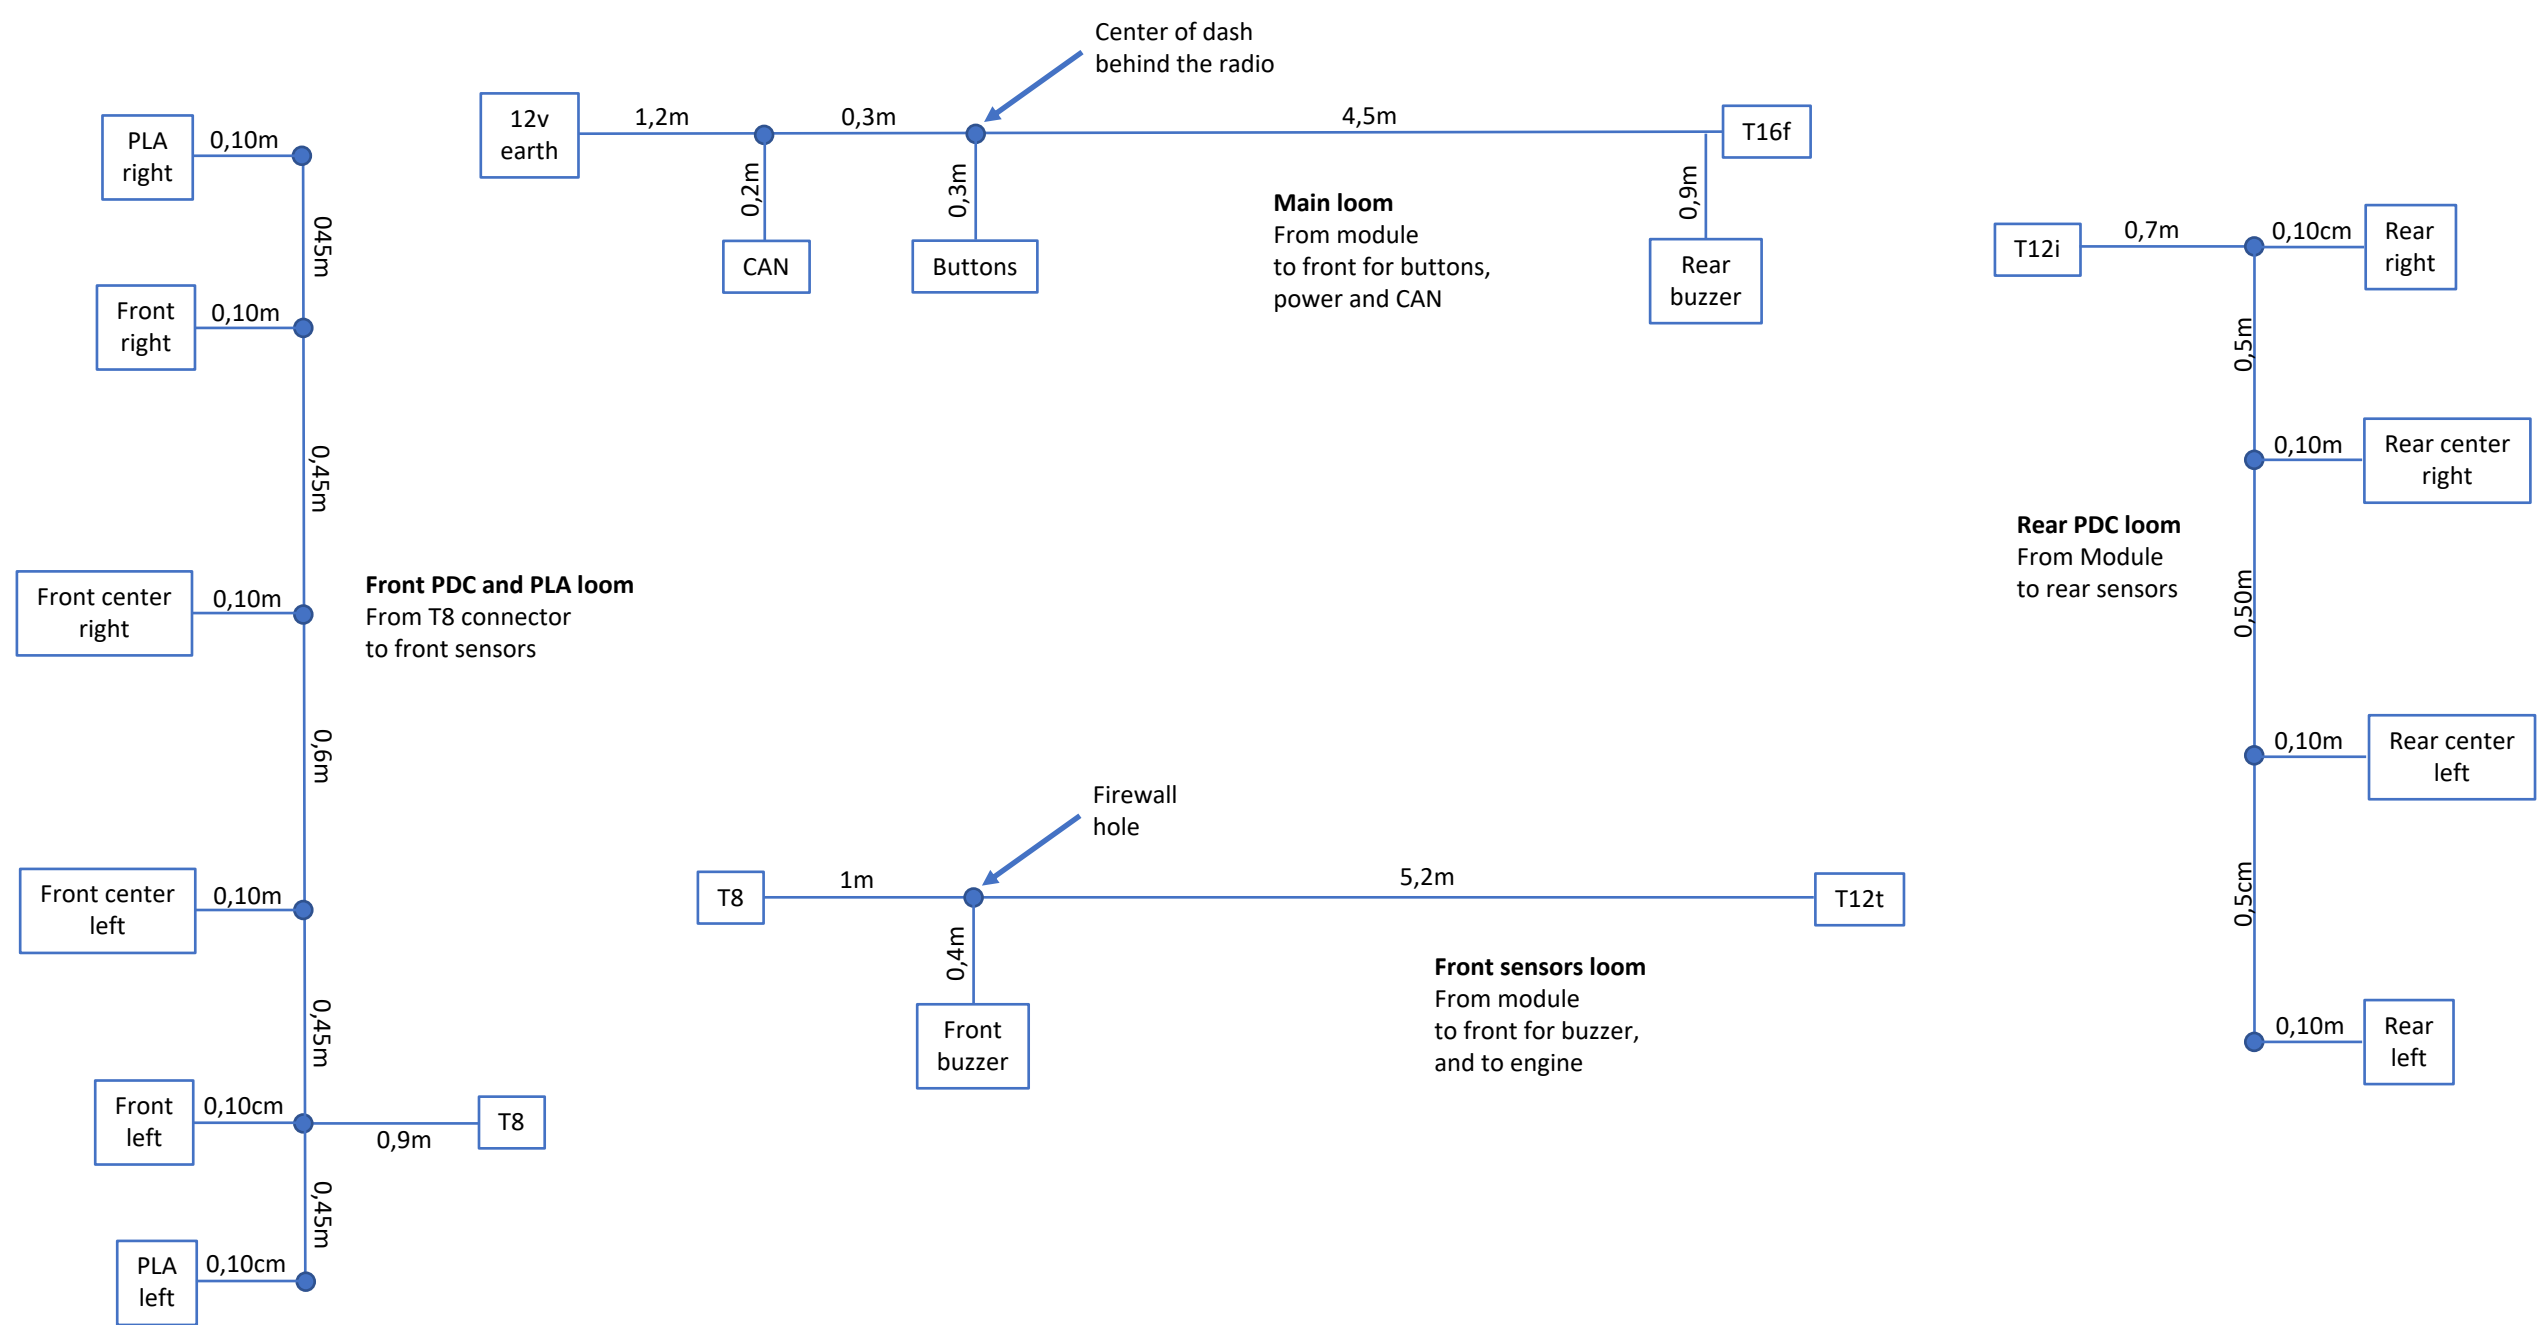 Center of dash
behind the radio
12v
earth
1,2m
0,3m
4,5m
T16f
0,2m
0,3m
0,9m
CAN
Buttons
Rear
buzzer
Main loom
From module
to front for buttons,
power and CAN
PLA
right
0,10m
045m
Front
right
0,10m
0,45m
Front center
right
0,10m
0,6m
Front PDC and PLA loom
From T8 connector
to front sensors
Front center
left
0,10m
0,45m
Front
left
0,10cm
0,9m
T8
0,45m
PLA
left
0,10cm
Firewall
hole
T8
1m
5,2m
T12t
0,4m
Front
buzzer
Front sensors loom
From module
to front for buzzer,
and to engine
T12i
0,7m
0,10cm
Rear
right
0,5m
0,10m
Rear center
right
Rear PDC loom
From Module
to rear sensors
0,50m
0,10m
Rear center
left
0,5cm
0,10m
Rear
left